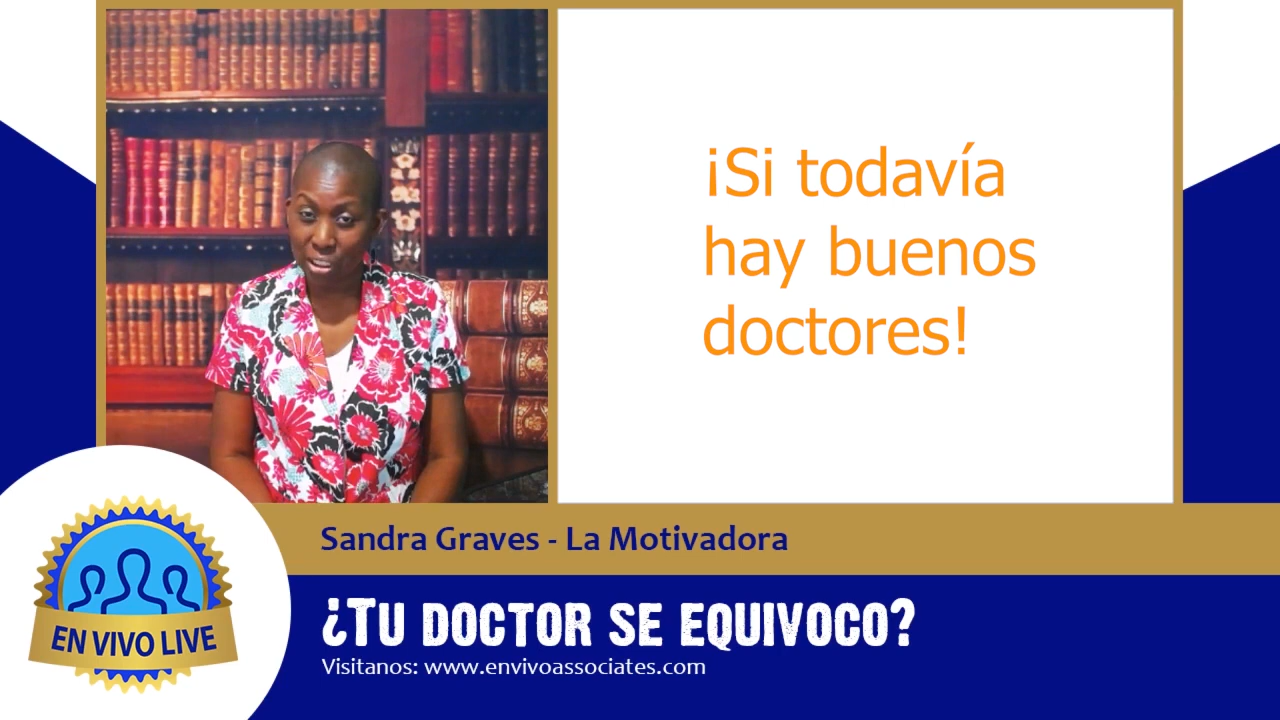 ¡Si todavía
hay buenos
doctores!
Sandra Graves - La Motivadora
¿TU DOCTOR SE EQUIVOCO?
Visitanos: www.envivoassociates.com
EN VIVO LIVE